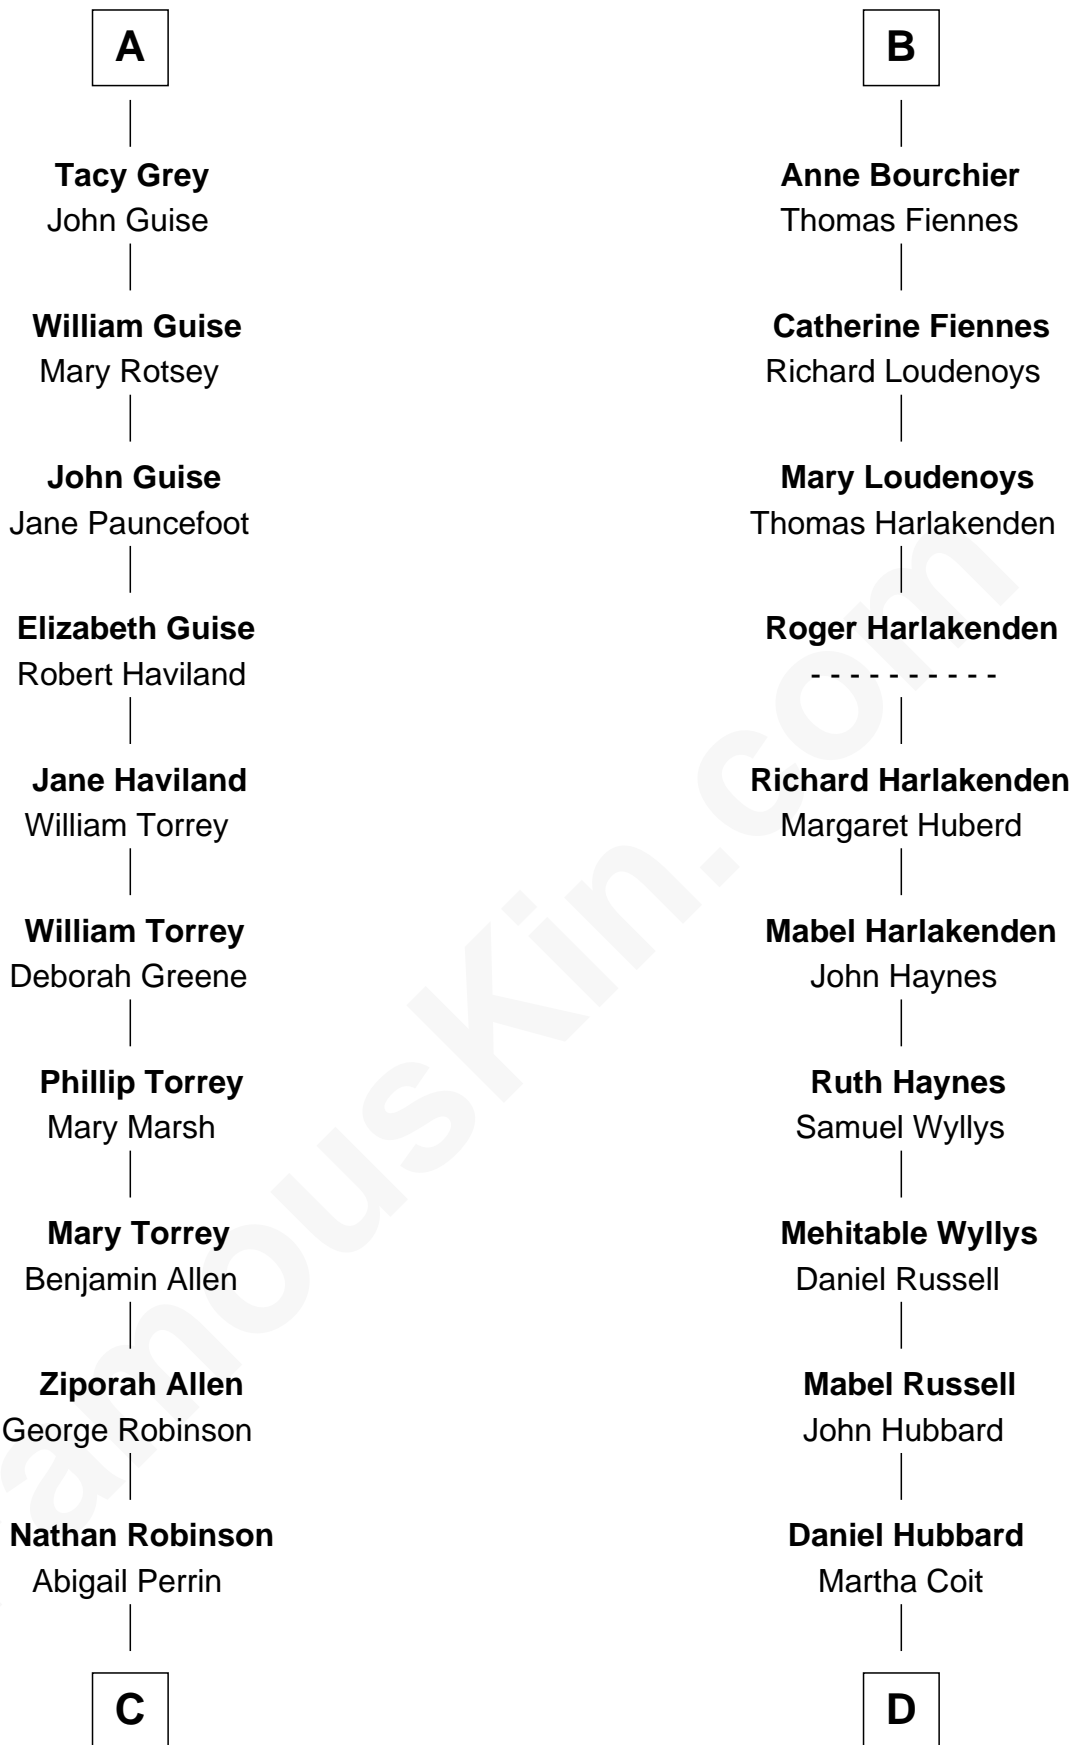 A
Tacy Grey
John Guise
William Guise
Mary Rotsey
John Guise
Jane Pauncefoot
Elizabeth Guise
Robert Haviland
Jane Haviland
William Torrey
William Torrey
Deborah Greene
Phillip Torrey
Mary Marsh
Mary Torrey
Benjamin Allen
Ziporah Allen
George Robinson
Nathan Robinson
Abigail Perrin
C
B
Anne Bourchier
Thomas Fiennes
Catherine Fiennes
Richard Loudenoys
Mary Loudenoys
Thomas Harlakenden
Roger Harlakenden
- - - - - - - - - -
Richard Harlakenden
Margaret Huberd
Mabel Harlakenden
John Haynes
Ruth Haynes
Samuel Wyllys
Mehitable Wyllys
Daniel Russell
Mabel Russell
John Hubbard
Daniel Hubbard
Martha Coit
D
amouskin.com